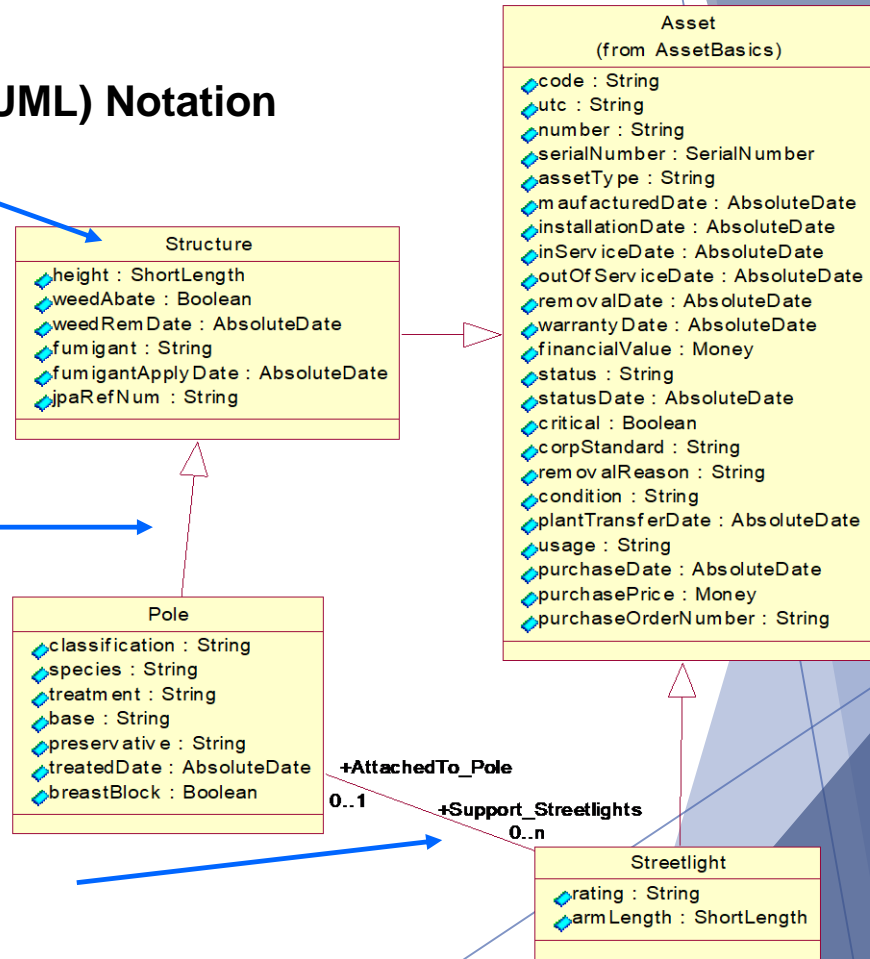 UML) Notation
Asset
(from AssetBasics)
code : String
utc : String
number : String
serialNumber : SerialNumber
assetType : String
maufacturedDate : AbsoluteDate
installationDate : AbsoluteDate
inServiceDate : AbsoluteDate
outOfServiceDate : AbsoluteDate
removalDate : AbsoluteDate
warrantyDate : AbsoluteDate
financialValue : Money
status : String
statusDate : AbsoluteDate
critical : Boolean
corpStandard : String
removalReason : String
condition : String
plantTransferDate : AbsoluteDate
usage : String
purchaseDate : AbsoluteDate
purchasePrice : Money
purchaseOrderNumber : String
Structure
height : ShortLength
weedAbate : Boolean
weedRemDate : AbsoluteDate
fumigant : String
fumigantApplyDate : AbsoluteDate
jpaRefNum : String
Pole
classification : String
species : String
treatment : String
base : String
preservative : String
treatedDate : AbsoluteDate
breastBlock : Boolean
+AttachedTo_Pole
0..1
+Support_Streetlights
0..n
Streetlight
rating : String
armLength : ShortLength